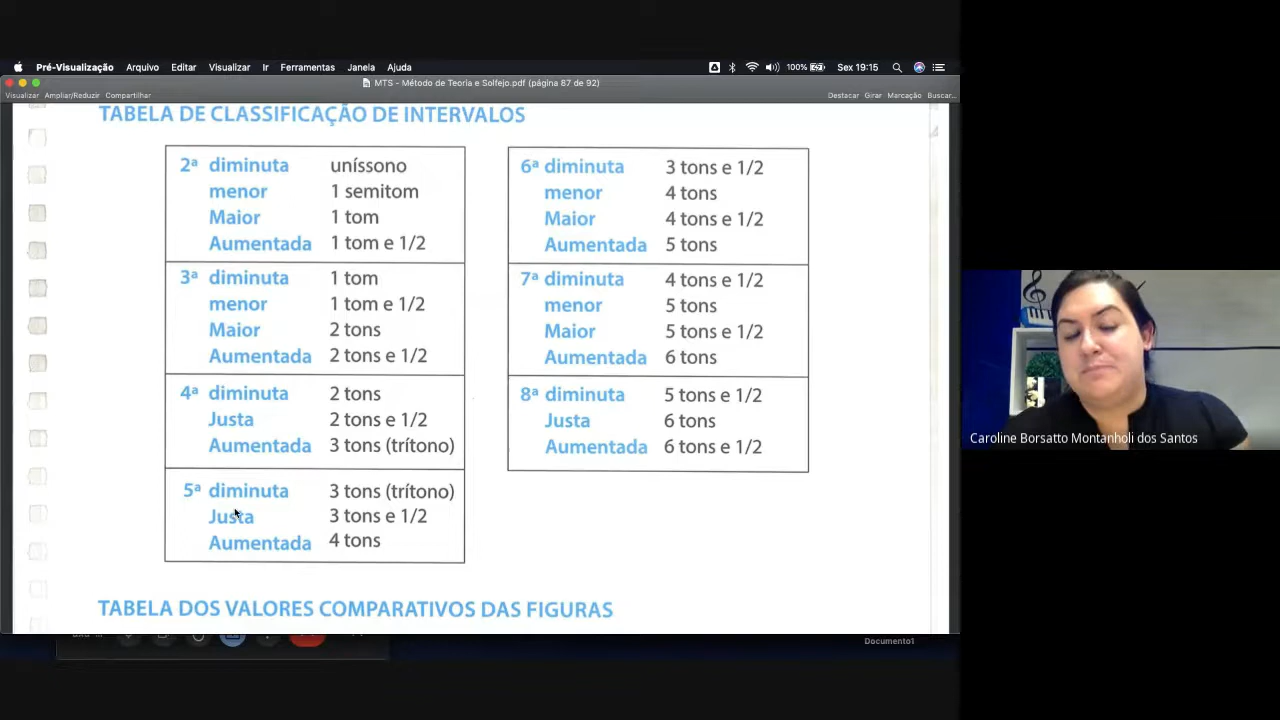 Pré-Visualização Arquivo Editar Visualizar Ir Ferramentas Janela Ajuda 100% Sex 19:15
MTS - Método de Teoria e Solfejo.pdf (página 87 de 92)
Visualizar Ampliar/Reduzir Compartilhar Destacar Girar Marcação Buscar...
TABELA DE CLASSIFICAÇÃO DE INTERVALOS
2ª diminuta uníssono
menor 1 semitom
Maior 1 tom
Aumentada 1 tom e 1/2
3ª diminuta 1 tom
menor 1 tom e 1/2
Maior 2 tons
Aumentada 2 tons e 1/2
4ª diminuta 2 tons
Justa 2 tons e 1/2
Aumentada 3 tons (trítono)
5ª diminuta 3 tons (trítono)
Justa 3 tons e 1/2
Aumentada 4 tons
6ª diminuta 3 tons e 1/2
menor 4 tons
Maior 4 tons e 1/2
Aumentada 5 tons
7ª diminuta 4 tons e 1/2
menor 5 tons
Maior 5 tons e 1/2
Aumentada 6 tons
8ª diminuta 5 tons e 1/2
Justa 6 tons
Aumentada 6 tons e 1/2
TABELA DOS VALORES COMPARATIVOS DAS FIGURAS
Documento1
Caroline Borsatto Montanholi dos Santos